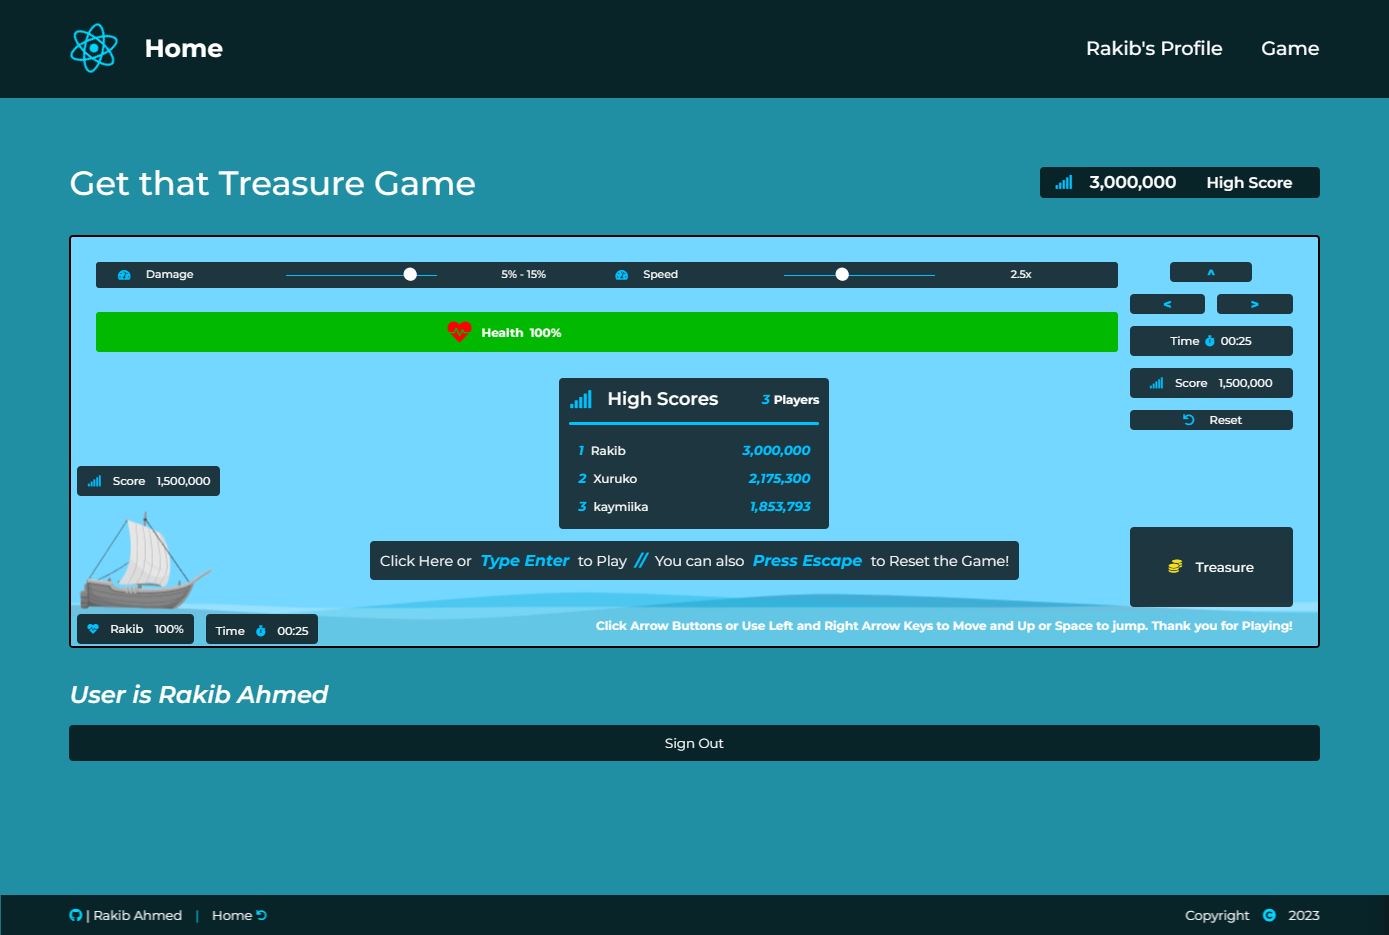 Home
Rakib's Profile
Game
Get that Treasure Game
3,000,000 High Score
Damage 5% - 15% Speed 2.5x
^
< >
Health 100%
Time 00:25
Score 1,500,000
Reset
High Scores 3 Players
1 Rakib 3,000,000
2 Xuruko 2,175,300
3 kaymiika 1,853,793
Score 1,500,000
Click Here or Type Enter to Play // You can also Press Escape to Reset the Game!
Treasure
Rakib 100%
Time 00:25
Click Arrow Buttons or Use Left and Right Arrow Keys to Move and Up or Space to jump. Thank you for Playing!
User is Rakib Ahmed
Sign Out
| Rakib Ahmed | Home
Copyright © 2023